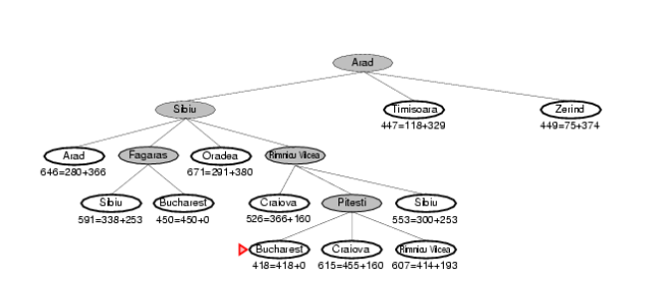 Arad
Sibiu Timisoara Zerind
447=118+329 449=75+374
Arad Fagaras Oradea Rimnicu Vilcea
646=280+366 671=291+380
Sibiu Bucharest Craiova Pitesti Sibiu
591=338+253 450=450+0 526=366+160 553=300+253
Bucharest Craiova Rimnicu Vilcea
418=418+0 615=455+160 607=414+193